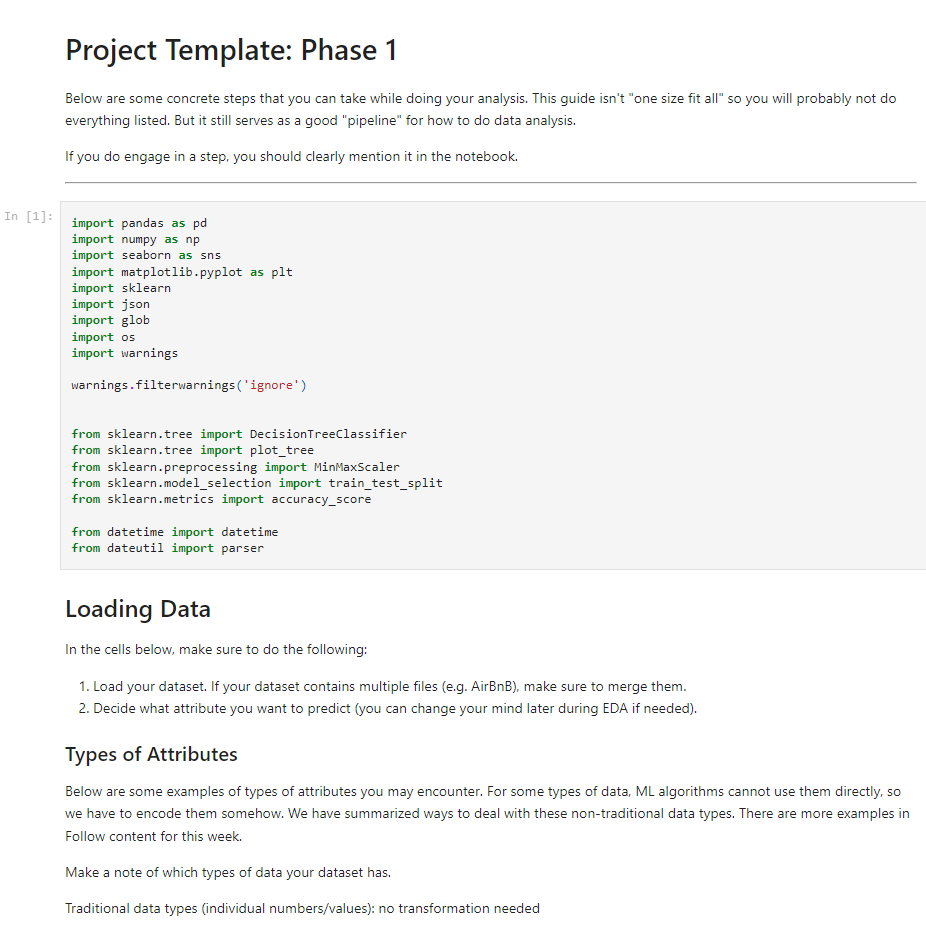 Project Template: Phase 1
Below are some concrete steps that you can take while doing your analysis. This guide isn't "one size fit all" so you will probably not do
everything listed. But it still serves as a good "pipeline" for how to do data analysis.
If you do engage in a step, you should clearly mention it in the notebook.
In [1]:
import pandas as pd
import numpy as np
import seaborn as sns
import matplotlib.pyplot as plt
import sklearn
import json
import glob
import os
import warnings
warnings.filterwarnings('ignore')
from sklearn.tree import DecisionTreeClassifier
from sklearn.tree import plot_tree
from sklearn.preprocessing import MinMaxScaler
from sklearn.model_selection import train_test_split
from sklearn.metrics import accuracy_score
from datetime import datetime
from dateutil import parser
Loading Data
In the cells below, make sure to do the following:
1. Load your dataset. If your dataset contains multiple files (e.g. AirBnB), make sure to merge them.
2. Decide what attribute you want to predict (you can change your mind later during EDA if needed).
Types of Attributes
Below are some examples of types of attributes you may encounter. For some types of data, ML algorithms cannot use them directly, so
we have to encode them somehow. We have summarized ways to deal with these non-traditional data types. There are more examples in
Follow content for this week.
Make a note of which types of data your dataset has.
Traditional data types (individual numbers/values): no transformation needed